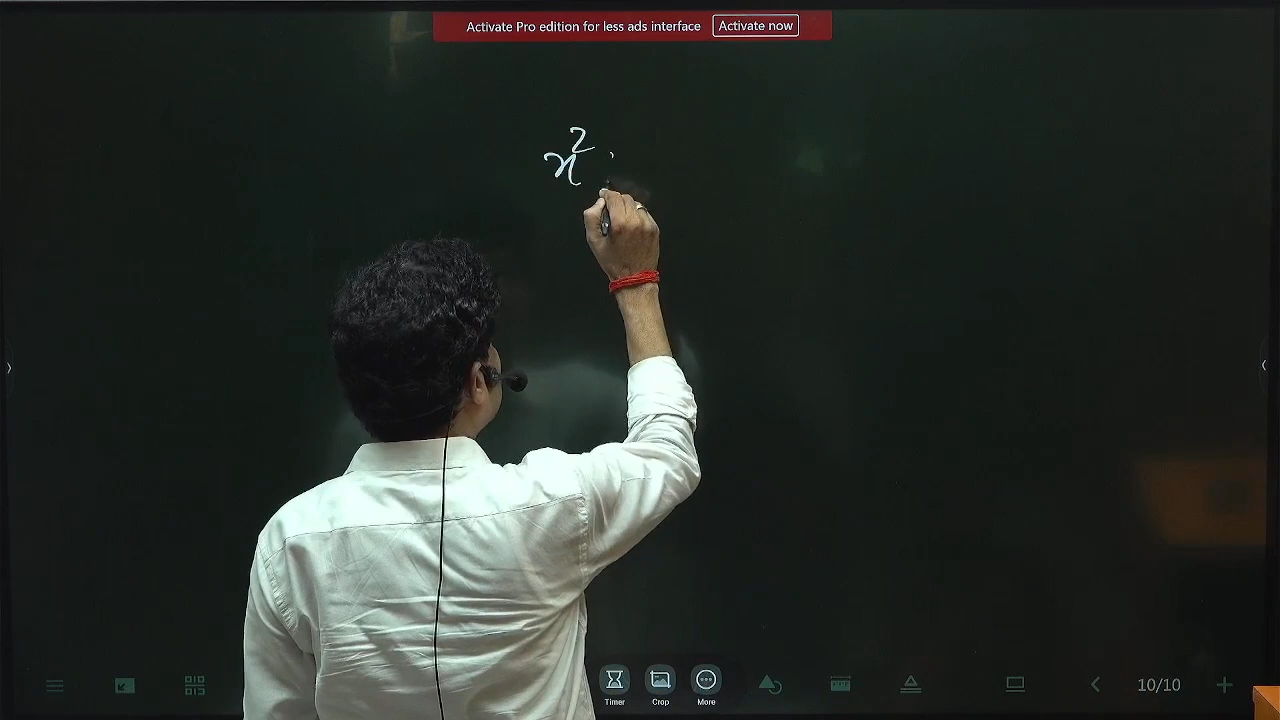 Activate Pro edition for less ads interface Activate now
x²
Timer Crop More
10/10